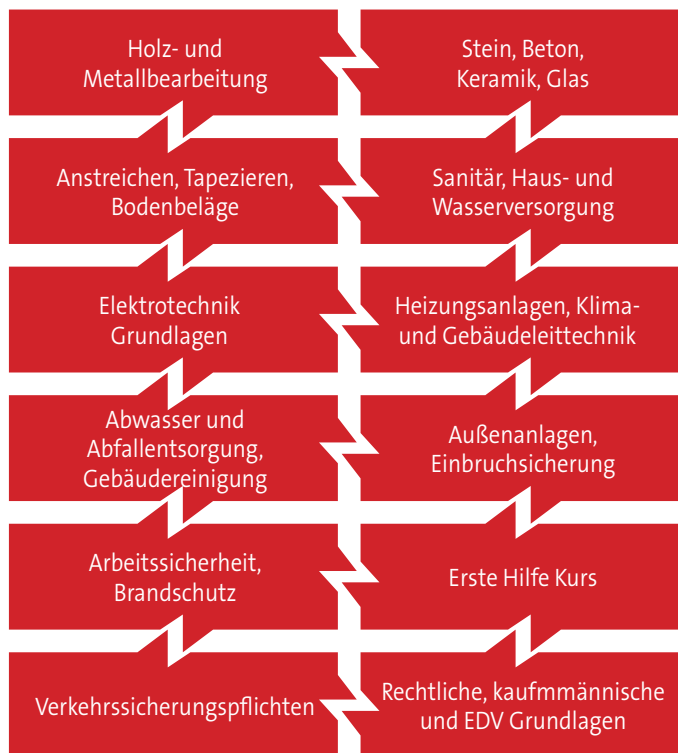 Holz- und
Metallbearbeitung
Stein, Beton,
Keramik, Glas
Anstreichen, Tapezieren,
Bodenbeläge
Sanitär, Haus- und
Wasserversorgung
Elektrotechnik
Grundlagen
Heizungsanlagen, Klima-
und Gebäudeleittechnik
Abwasser und
Abfallentsorgung,
Gebäudereinigung
Außenanlagen,
Einbruchsicherung
Arbeitssicherheit,
Brandschutz
Erste Hilfe Kurs
Verkehrssicherungspflichten
Rechtliche, kaufmmännische
und EDV Grundlagen